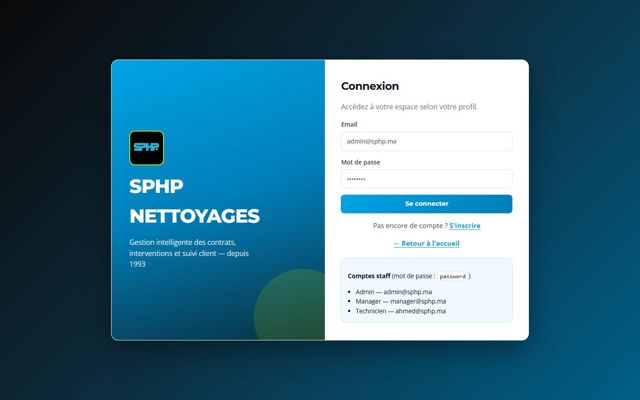 SPHP
SPHP
NETTOYAGES
Gestion intelligente des contrats,
interventions et suivi client — depuis
1993
Connexion
Accédez à votre espace selon votre profil.
Email
admin@sphp.ma
Mot de passe
••••••••
Se connecter
Pas encore de compte ? S'inscrire
← Retour à l'accueil
Comptes staff (mot de passe : password )
• Admin — admin@sphp.ma
• Manager — manager@sphp.ma
• Technicien — ahmed@sphp.ma